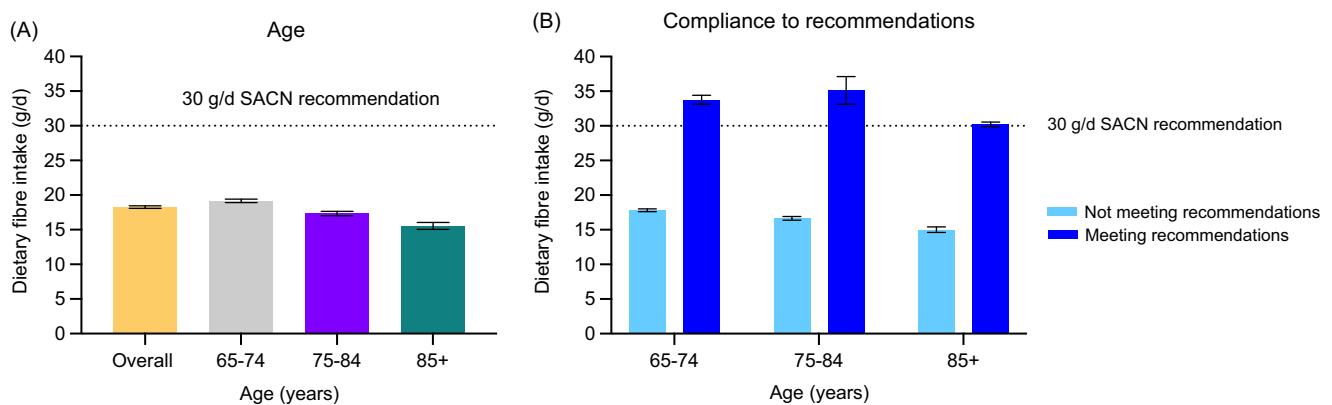 (A)
Age
Dietary fibre intake (g/d)
40
35
30
25
20
15
10
5
0
30 g/d SACN recommendation
Overall 65-74 75-84 85+
Age (years)
(B)
Compliance to recommendations
Dietary fibre intake (g/d)
40
35
30
25
20
15
10
5
0
65-74 75-84 85+
Age (years)
30 g/d SACN recommendation
Not meeting recommendations
Meeting recommendations